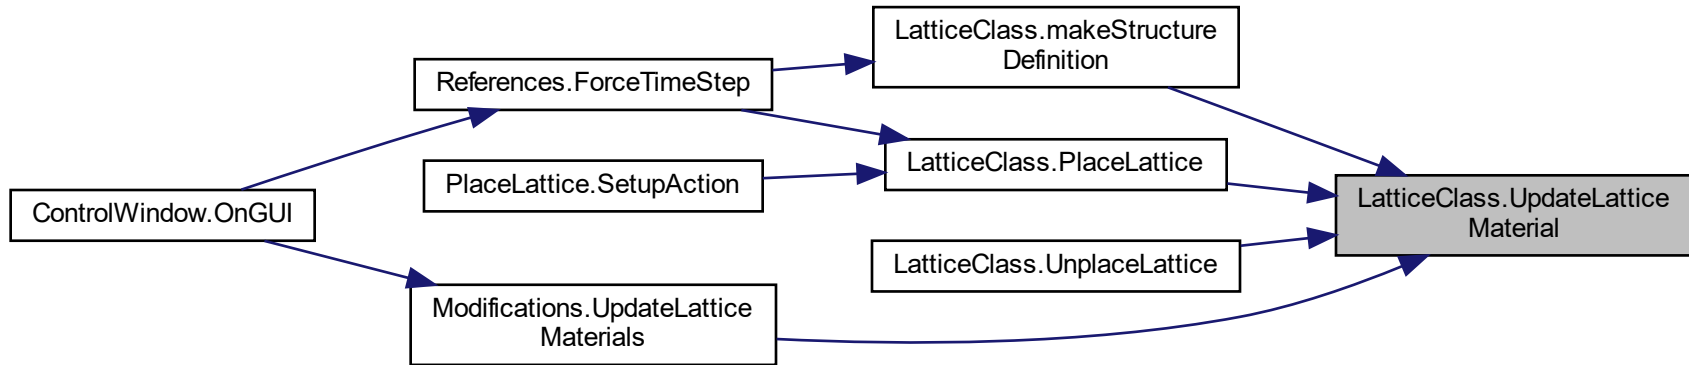 LatticeClass.makeStructure
Definition
References.ForceTimeStep
LatticeClass.PlaceLattice
PlaceLattice.SetupAction
LatticeClass.UpdateLattice
Material
ControlWindow.OnGUI
LatticeClass.UnplaceLattice
Modifications.UpdateLattice
Materials